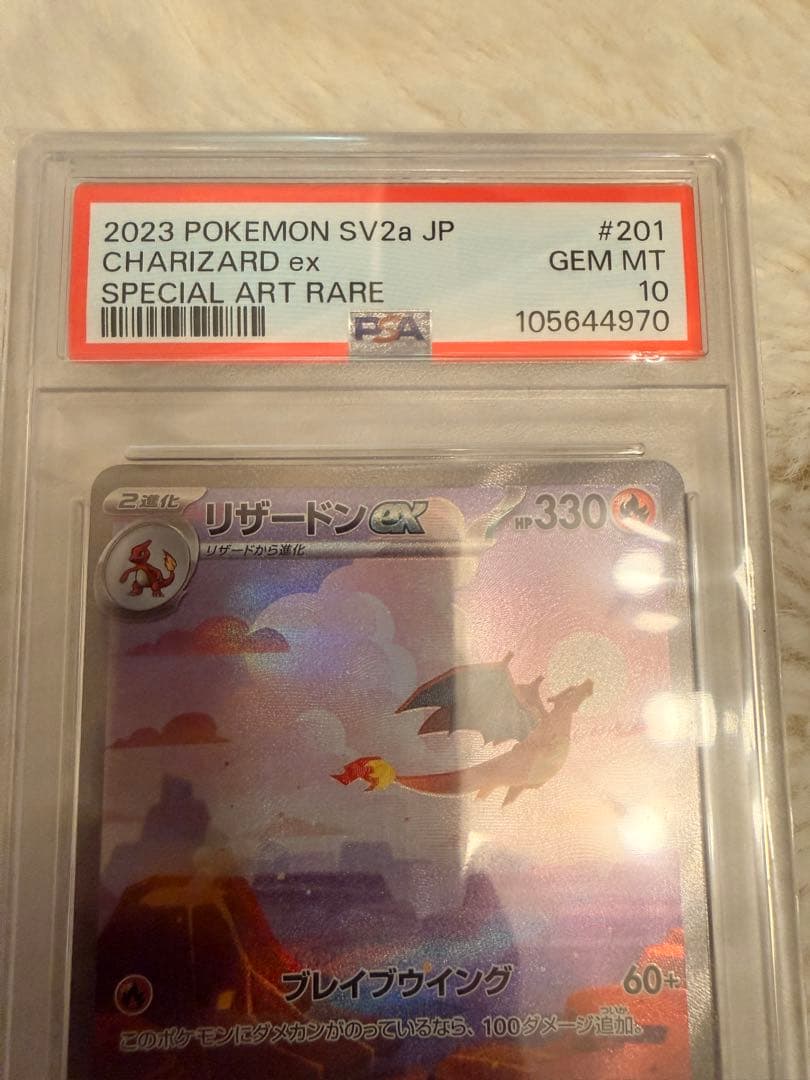 2023 POKEMON SV2a JP #201
CHARIZARD ex GEM MT
SPECIAL ART RARE 10
PSA 105644970
2進化 リザードンex HP330
リザードから進化
ブレイブウイング 60+
このポケモンにダメカンがのっているなら、100ダメージ追加。